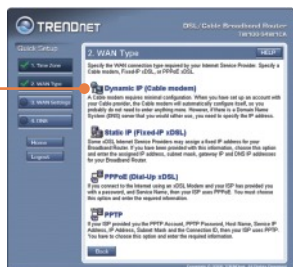 TRENDNET
DSL/Cable Broadband Router
TW100-S4W1CA
Quick Setup
1. Time Zone
2. WAN Type
3. WAN Settings
4. DNS
Home
Logout
2. WAN Type
HELP
Specify the WAN connection type required by your Internet Service Provider. Specify a
Cable modem, Fixed-IP xDSL, or PPPoE xDSL.
Dynamic IP (Cable modem)
A Cable modem requires minimal configuration. When you have set up an account with
your Cable provider, the Cable modem will automatically configure itself, so you
probably do not need to enter anything more. However, if there is a Domain Name
System (DNS) server that you would rather use, you need to specify the IP address.
Static IP (Fixed-IP xDSL)
Some xDSL Internet Service Providers may assign a fixed IP address for your
Broadband Router. If you have been provided with this information, choose this option
and enter the assigned IP address, subnet mask, gateway IP and DNS IP addresses
for your Broadband Router.
PPPoE (Dial-Up xDSL)
If you connect to the Internet using an xDSL Modem and your ISP has provided you
with a password, and Service Name, then your ISP uses PPPoE. You must choose
this option and enter the required information.
PPTP
If your ISP provided you the PPTP Account, PPTP Password, Host Name, Service IP
Address, IP Address, Subnet Mask and the Connection ID, then your ISP uses PPTP.
You have to choose this option and enter the required information.
Back